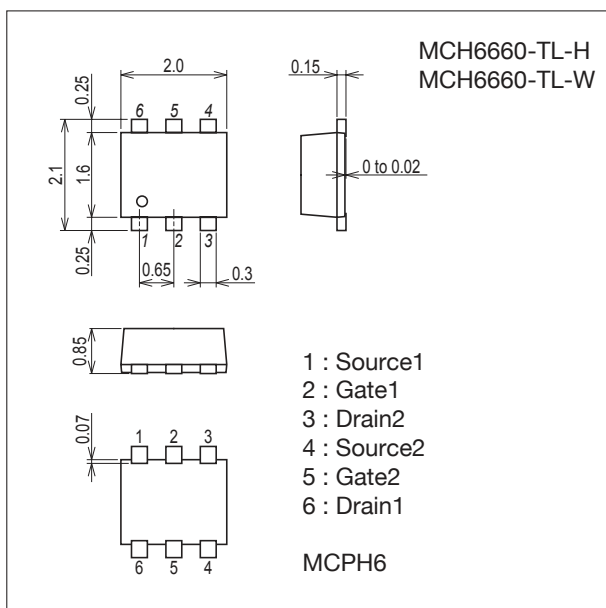 MCH6660-TL-H
MCH6660-TL-W
2.0
0.15
0.25
6 5 4
2.1
1.6
0 to 0.02
0.25
1 2 3
0.65
0.3
0.85
1 : Source1
2 : Gate1
3 : Drain2
4 : Source2
5 : Gate2
6 : Drain1
0.07
1 2 3
6 5 4
MCPH6